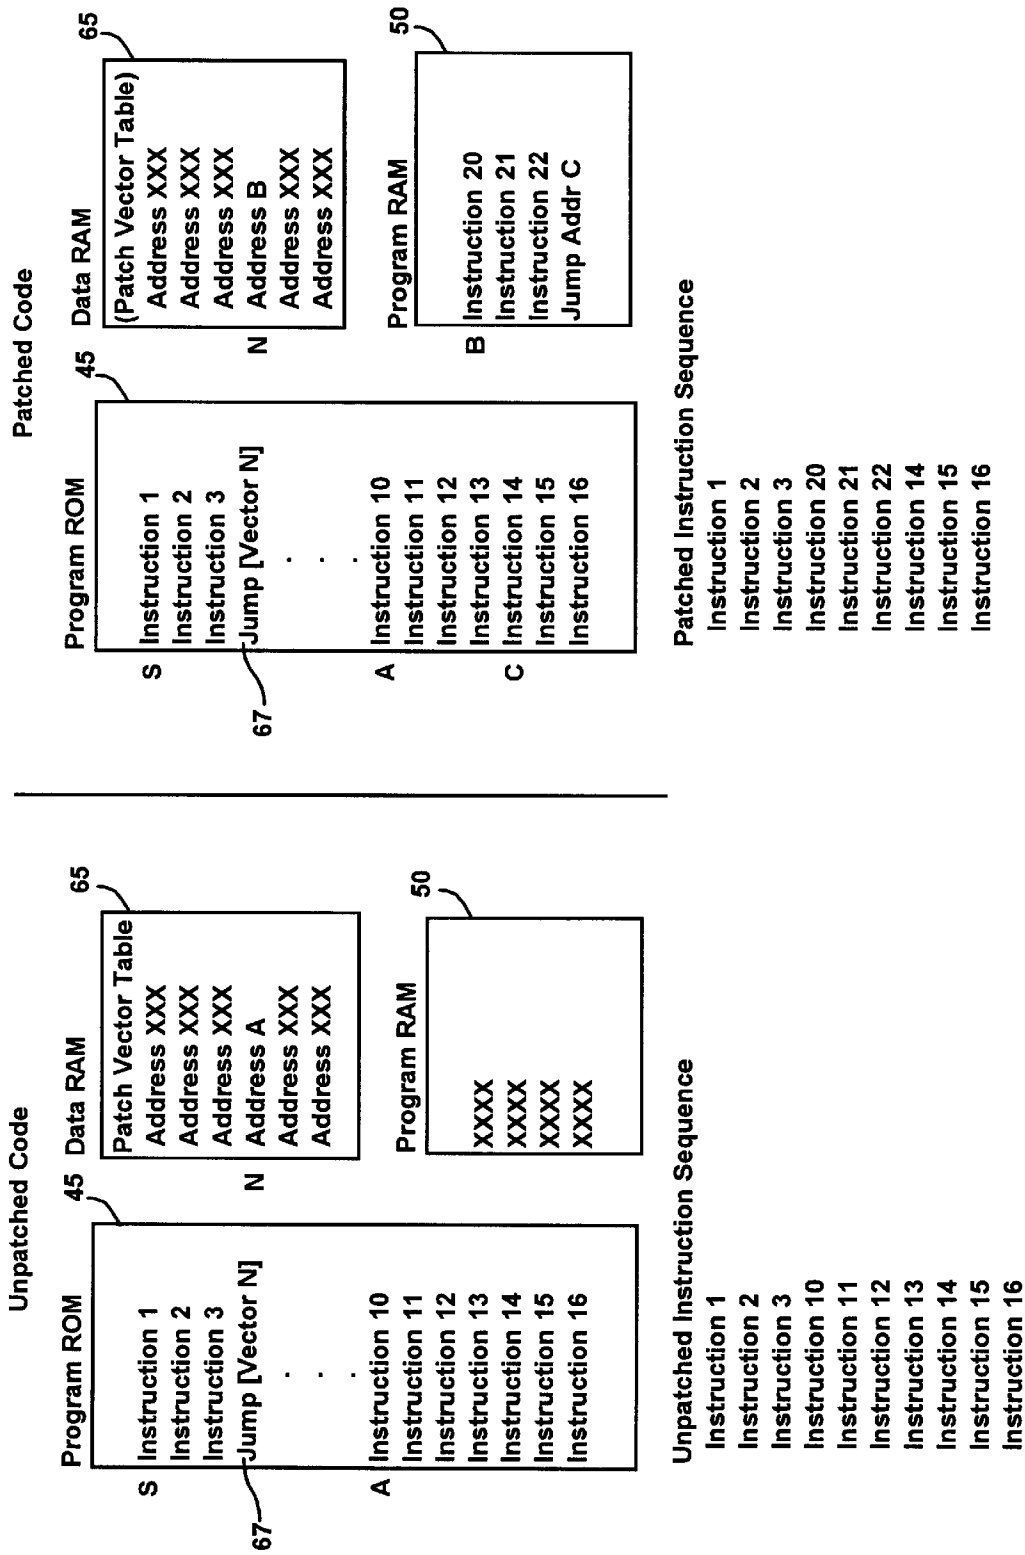 Unpatched Code
Program ROM
45
S Instruction 1
Instruction 2
Instruction 3
67 Jump [Vector N]
.
.
.
A Instruction 10
Instruction 11
Instruction 12
Instruction 13
Instruction 14
Instruction 15
Instruction 16
Data RAM
65
Patch Vector Table
Address XXX
Address XXX
Address XXX
N Address A
Address XXX
Address XXX
Program RAM
50
XXXX
XXXX
XXXX
XXXX
Unpatched Instruction Sequence
Instruction 1
Instruction 2
Instruction 3
Instruction 10
Instruction 11
Instruction 12
Instruction 13
Instruction 14
Instruction 15
Instruction 16
Patched Code
Program ROM
45
S Instruction 1
Instruction 2
Instruction 3
67 Jump [Vector N]
.
.
.
A Instruction 10
Instruction 11
Instruction 12
Instruction 13
C Instruction 14
Instruction 15
Instruction 16
Data RAM
65
(Patch Vector Table)
Address XXX
Address XXX
Address XXX
N Address B
Address XXX
Address XXX
Program RAM
50
B Instruction 20
Instruction 21
Instruction 22
Jump Addr C
Patched Instruction Sequence
Instruction 1
Instruction 2
Instruction 3
Instruction 20
Instruction 21
Instruction 22
Instruction 14
Instruction 15
Instruction 16